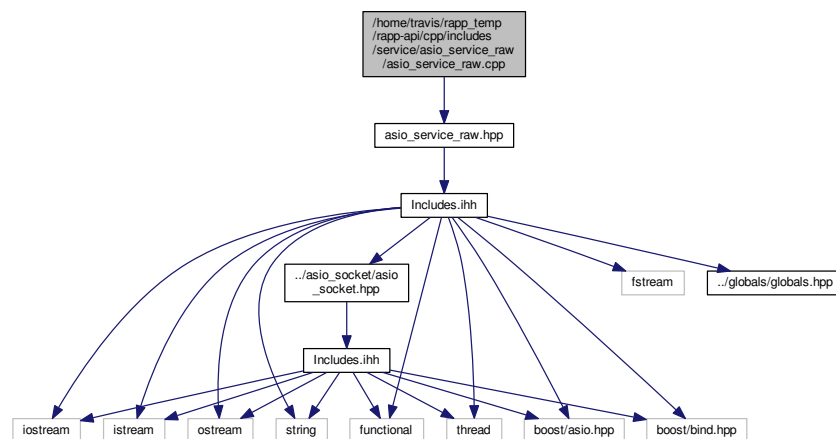 /home/travis/rapp_temp
/rapp-api/cpp/includes
/service/asio_service_raw
/asio_service_raw.cpp
asio_service_raw.hpp
Includes.ihh
../asio_socket/asio
_socket.hpp
fstream
../globals/globals.hpp
Includes.ihh
iostream
istream
ostream
string
functional
thread
boost/asio.hpp
boost/bind.hpp